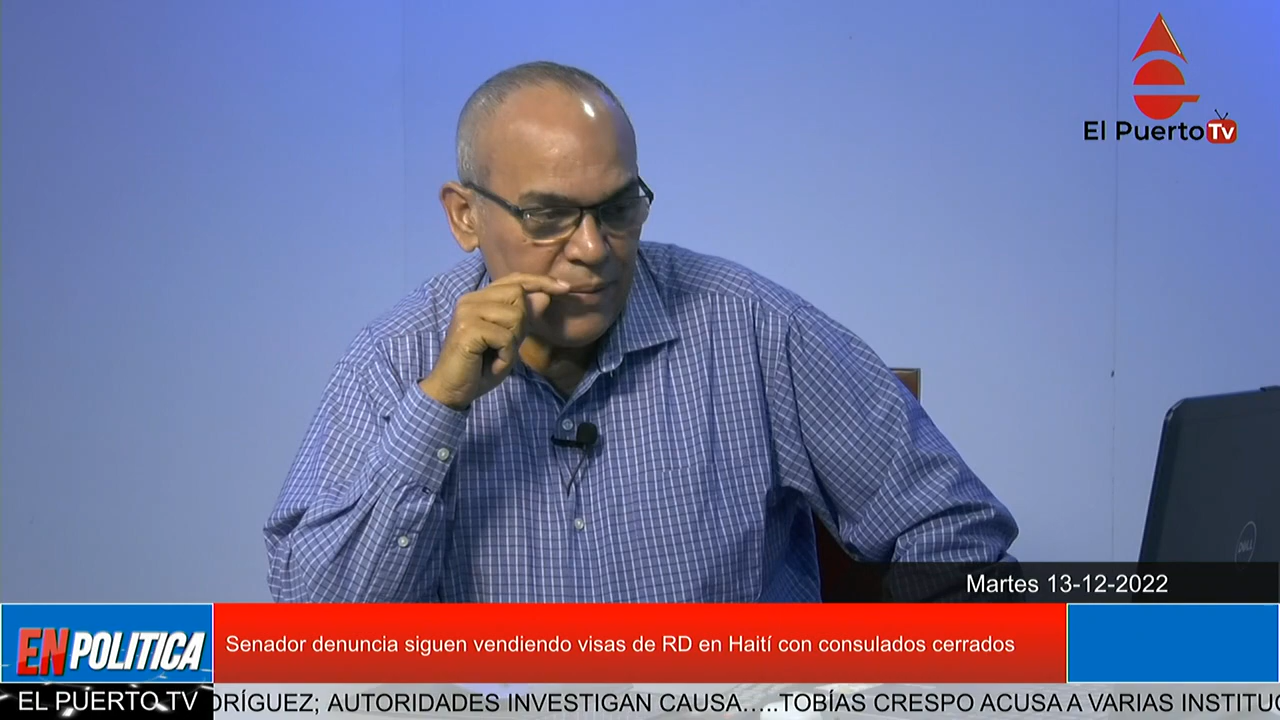 El Puerto Tv
DELL
Martes 13-12-2022
EN POLITICA
Senador denuncia siguen vendiendo visas de RD en Haití con consulados cerrados
EL PUERTO TV
DRÍGUEZ; AUTORIDADES INVESTIGAN CAUSA.....TOBÍAS CRESPO ACUSA A VARIAS INSTITUC